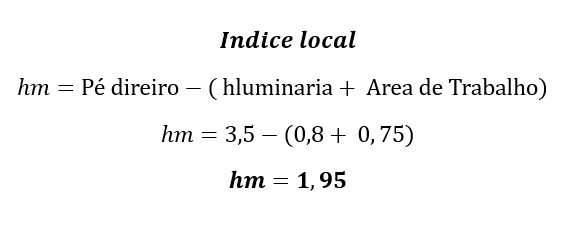 Indice local
hm = Pé direiro − ( hluminaria + Area de Trabalho)
hm = 3,5 − (0,8 + 0, 75)
hm = 1, 95